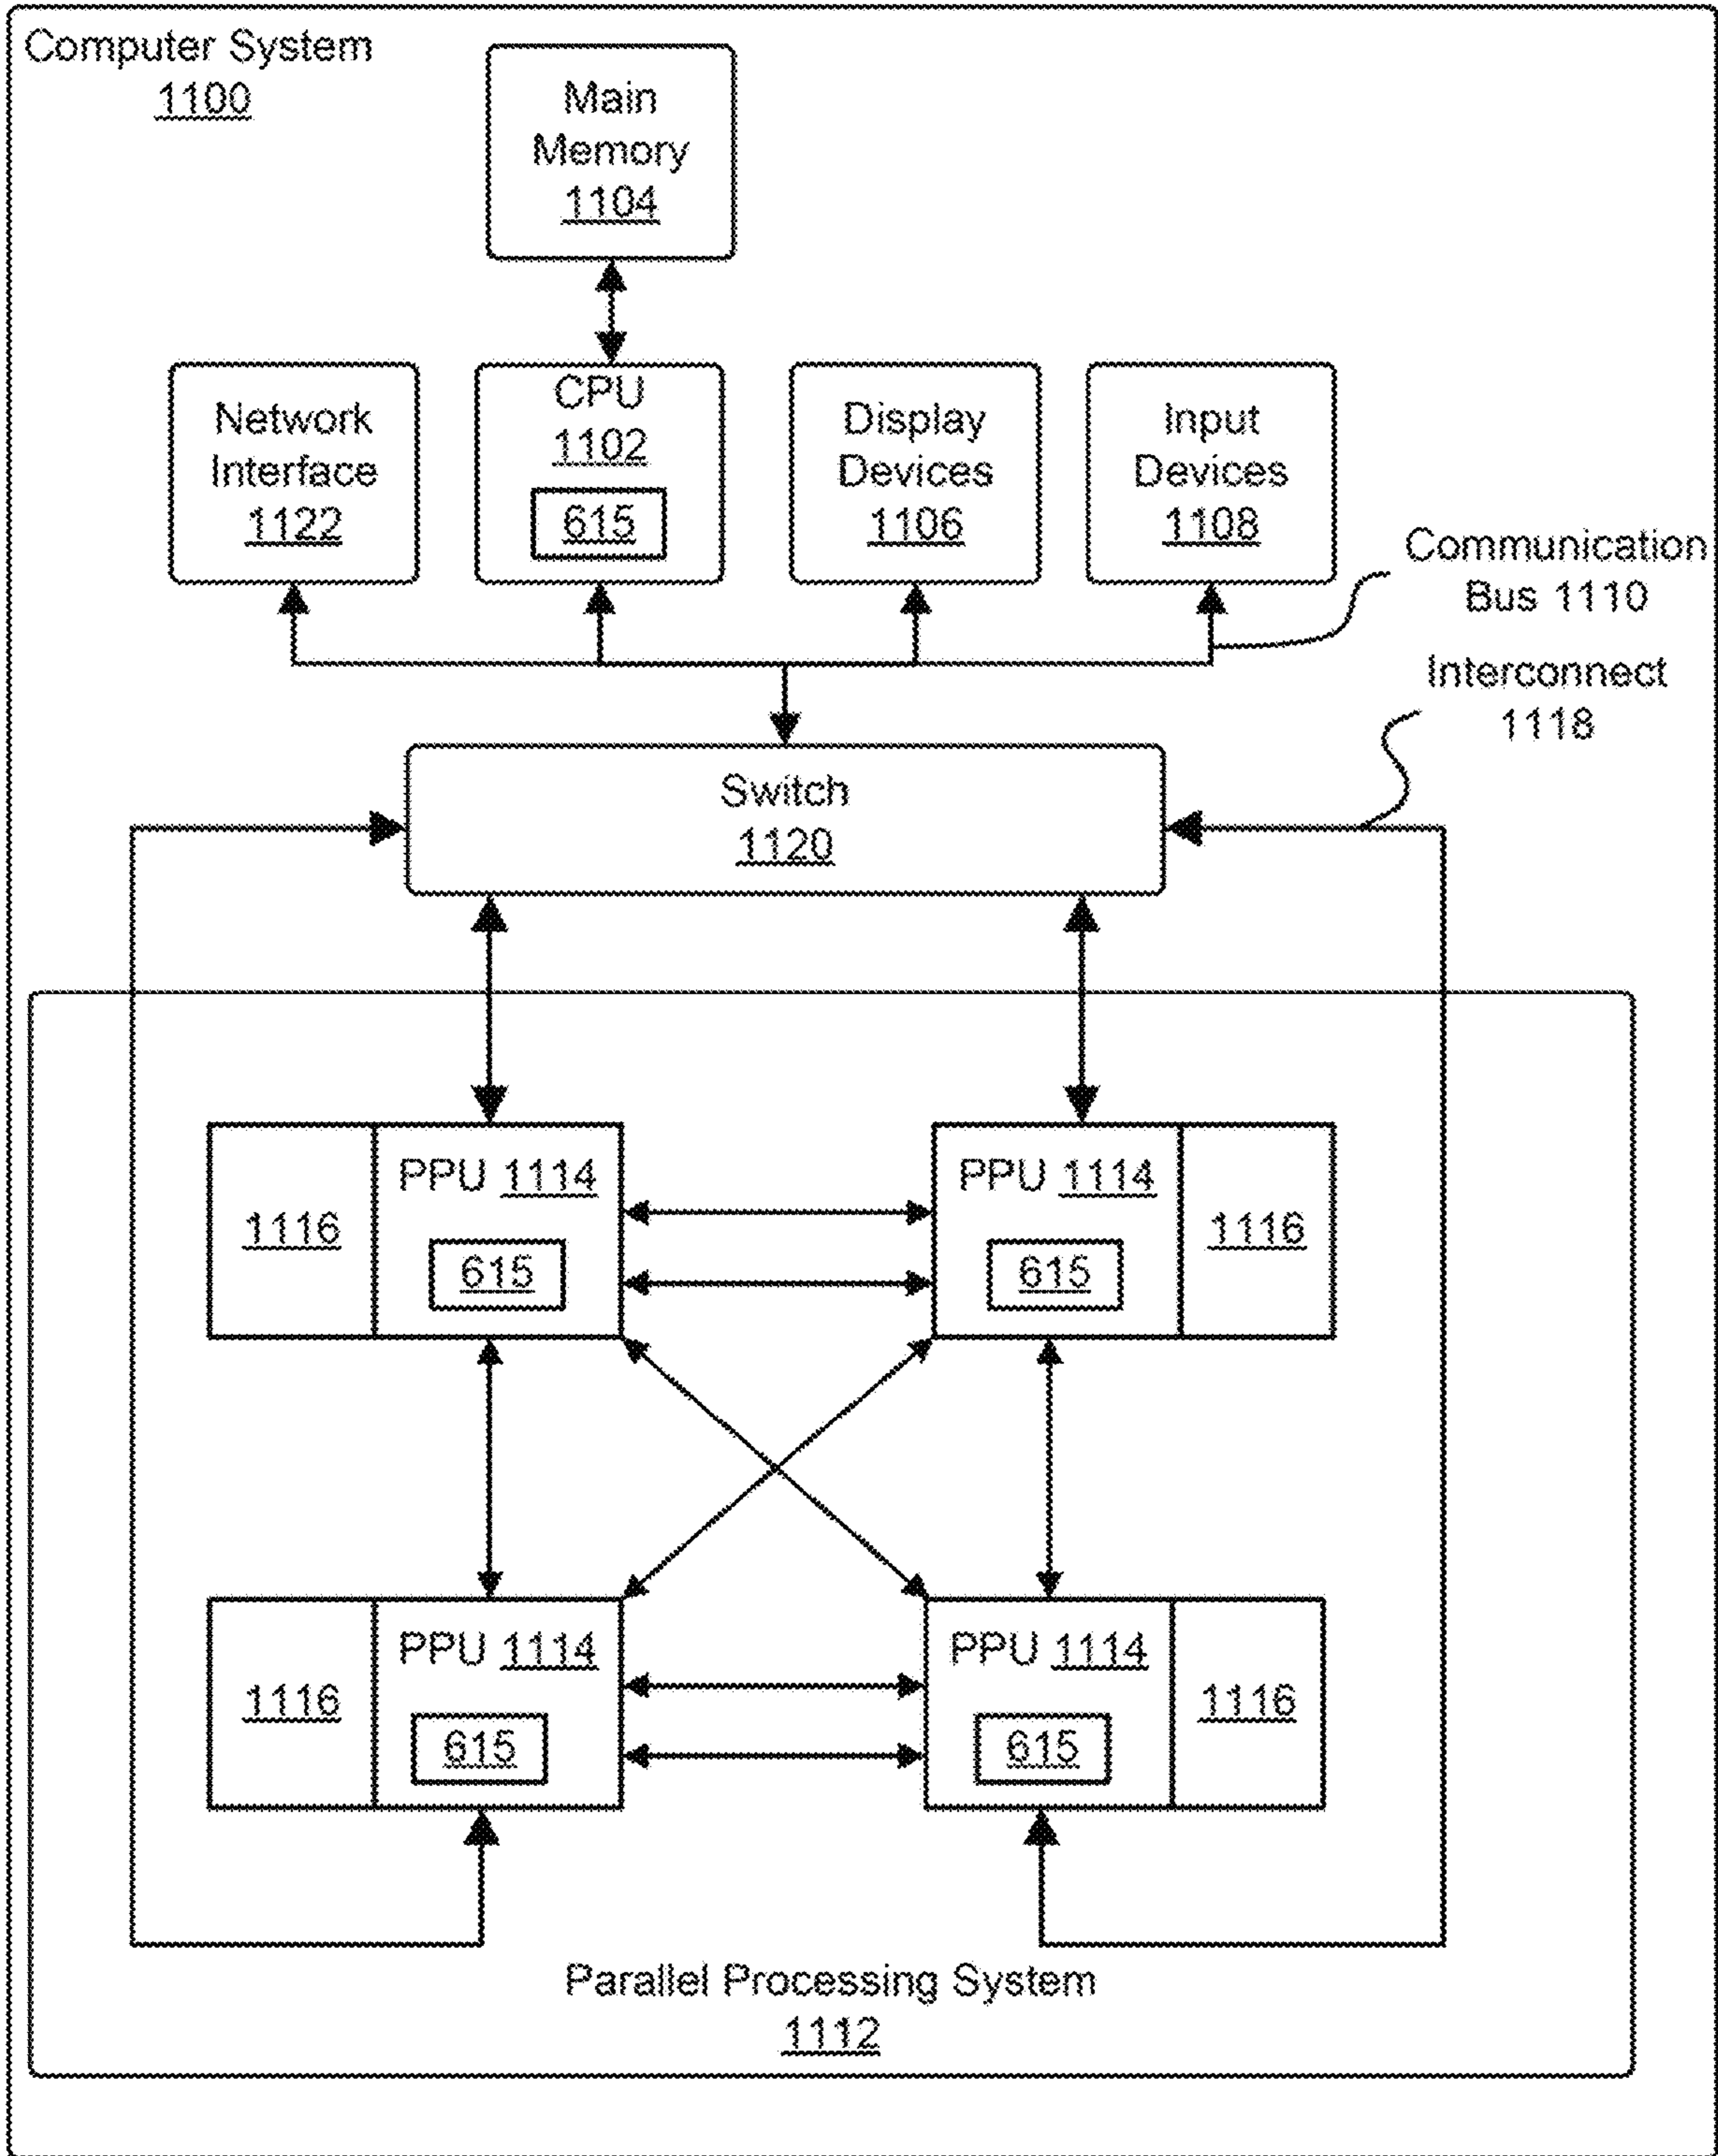 Computer System
1100
Main
Memory
1104
Network
Interface
1122
CPU
1102
615
Display
Devices
1106
Input
Devices
1108
Communication
Bus 1110
Interconnect
1118
Switch
1120
1116
PPU 1114
615
PPU 1114
615
1116
1116
PPU 1114
615
PPU 1114
615
1116
Parallel Processing System
1112